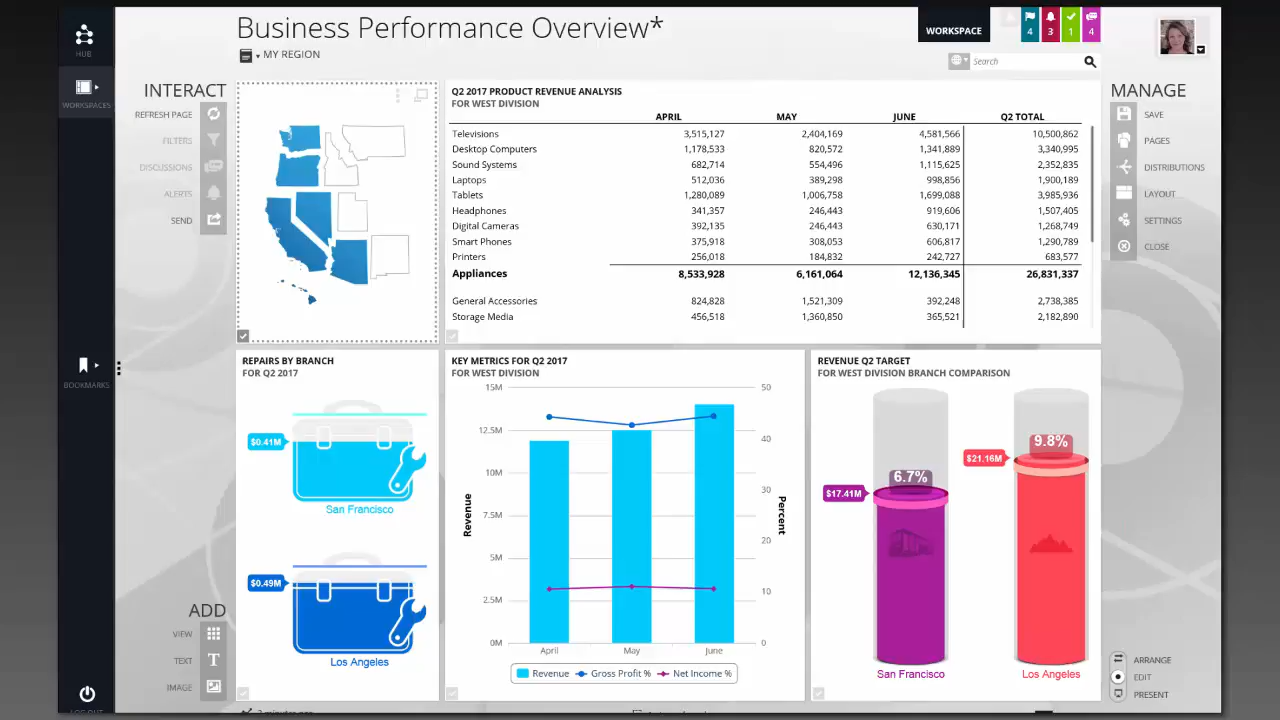 Business Performance Overview*
MY REGION
WORKSPACE
4
3
1
4
Search
HUB
WORKSPACES
BOOKMARKS
LOG OUT
INTERACT
REFRESH PAGE
FILTERS
DISCUSSIONS
ALERTS
SEND
ADD
VIEW
TEXT
IMAGE
Q2 2017 PRODUCT REVENUE ANALYSIS
FOR WEST DIVISION
APRIL MAY JUNE Q2 TOTAL
Televisions 3,515,127 2,404,169 4,581,566 10,500,862
Desktop Computers 1,178,533 820,572 1,341,889 3,340,995
Sound Systems 682,714 554,496 1,115,625 2,352,835
Laptops 512,036 389,298 998,856 1,900,189
Tablets 1,280,089 1,006,758 1,699,088 3,985,936
Headphones 341,357 246,443 919,606 1,507,405
Digital Cameras 392,135 246,443 630,171 1,268,749
Smart Phones 375,918 308,053 606,817 1,290,789
Printers 256,018 184,832 242,727 683,577
Appliances 8,533,928 6,161,064 12,136,345 26,831,337
General Accessories 824,828 1,521,309 392,248 2,738,385
Storage Media 456,518 1,360,850 365,521 2,182,890
MANAGE
SAVE
PAGES
DISTRIBUTIONS
LAYOUT
SETTINGS
CLOSE
REPAIRS BY BRANCH
FOR Q2 2017
$0.41M
San Francisco
$0.49M
Los Angeles
KEY METRICS FOR Q2 2017
FOR WEST DIVISION
15M
12.5M
10M
7.5M
5M
2.5M
0M
Revenue
50
40
30
20
10
0
Percent
April May June
Revenue Gross Profit % Net Income %
REVENUE Q2 TARGET
FOR WEST DIVISION BRANCH COMPARISON
6.7%
$17.41M
San Francisco
9.8%
$21.16M
Los Angeles
ARRANGE
EDIT
PRESENT